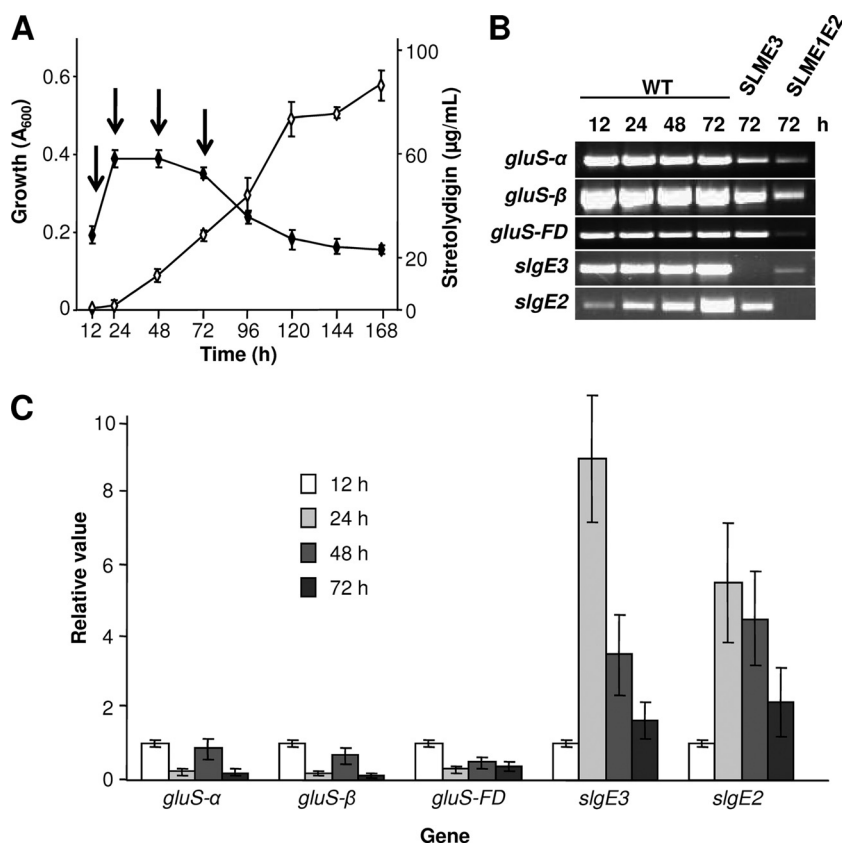 A
Growth (A600)
0.6
0.4
0.2
0
100
80
60
40
20
0
Stretolydigin (µg/mL)
12 24 48 72 96 120 144 168
Time (h)
B
WT
SLME3
SLME1E2
12 24 48 72 72 72 h
gluS-α
gluS-β
gluS-FD
slgE3
slgE2
C
Relative value
10
8
6
4
2
0
12 h
24 h
48 h
72 h
gluS-α gluS-β gluS-FD slgE3 slgE2
Gene